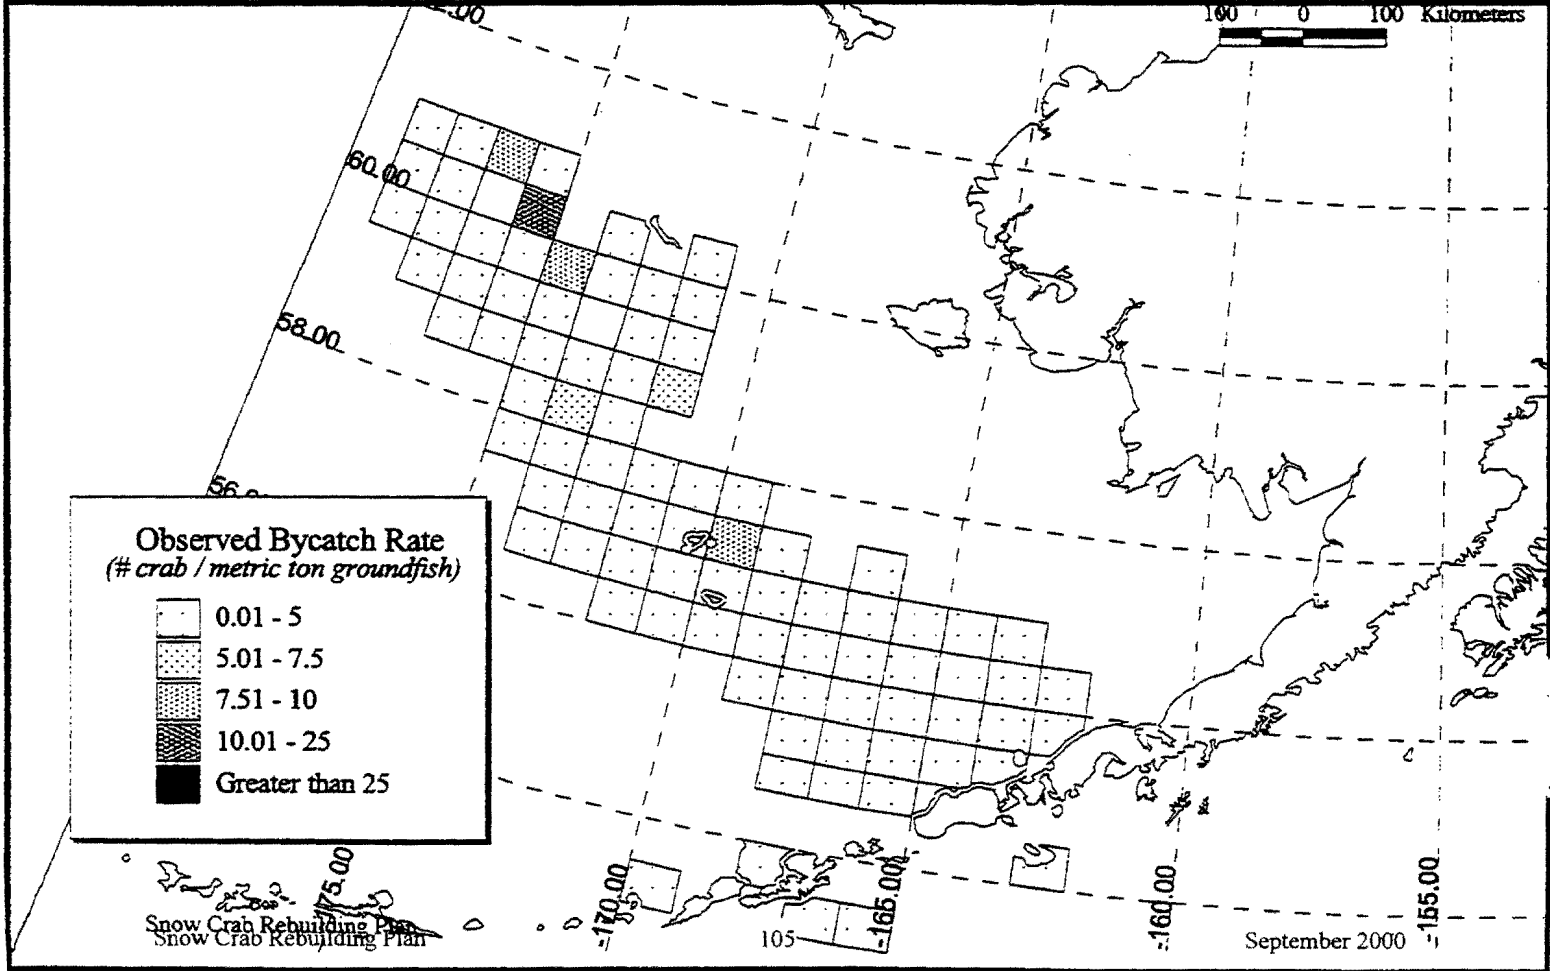 100 0 100 Kilometers
60.00
58.00
Observed Bycatch Rate
(# crab / metric ton groundfish)
0.01 - 5
5.01 - 7.5
7.51 - 10
10.01 - 25
Greater than 25
75.00
-170.00
-165.00
-160.00
-155.00
Snow Crab Rebuilding Plan
Snow Crab Rebuilding Plan
105
September 2000